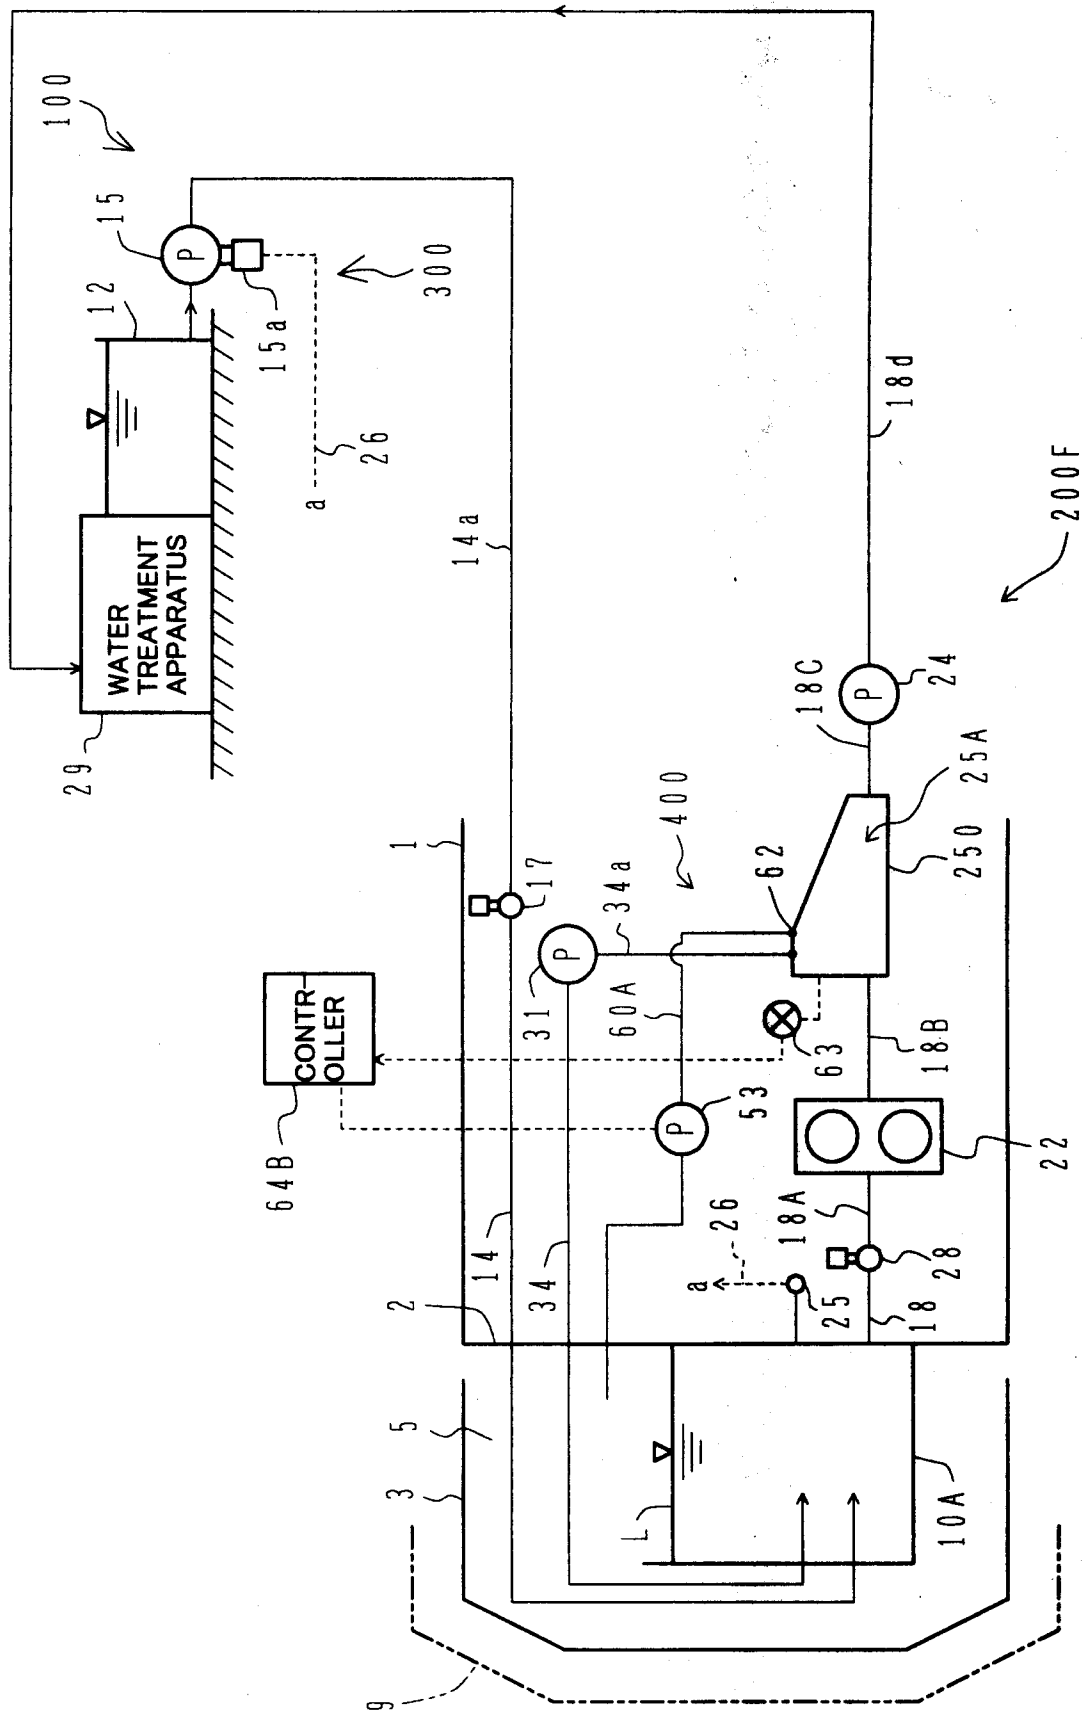 100
15
12
15a
300
26
a
WATER
TREATMENT
APPARATUS
29
14a
18d
200F
24
P
18C
25A
250
400
62
34a
17
1
P
31
60A
63
18B
CONTR-
OLLER
64B
P
53
22
18A
26
a
28
25
18
14
34
2
5
3
L
10A
9
P